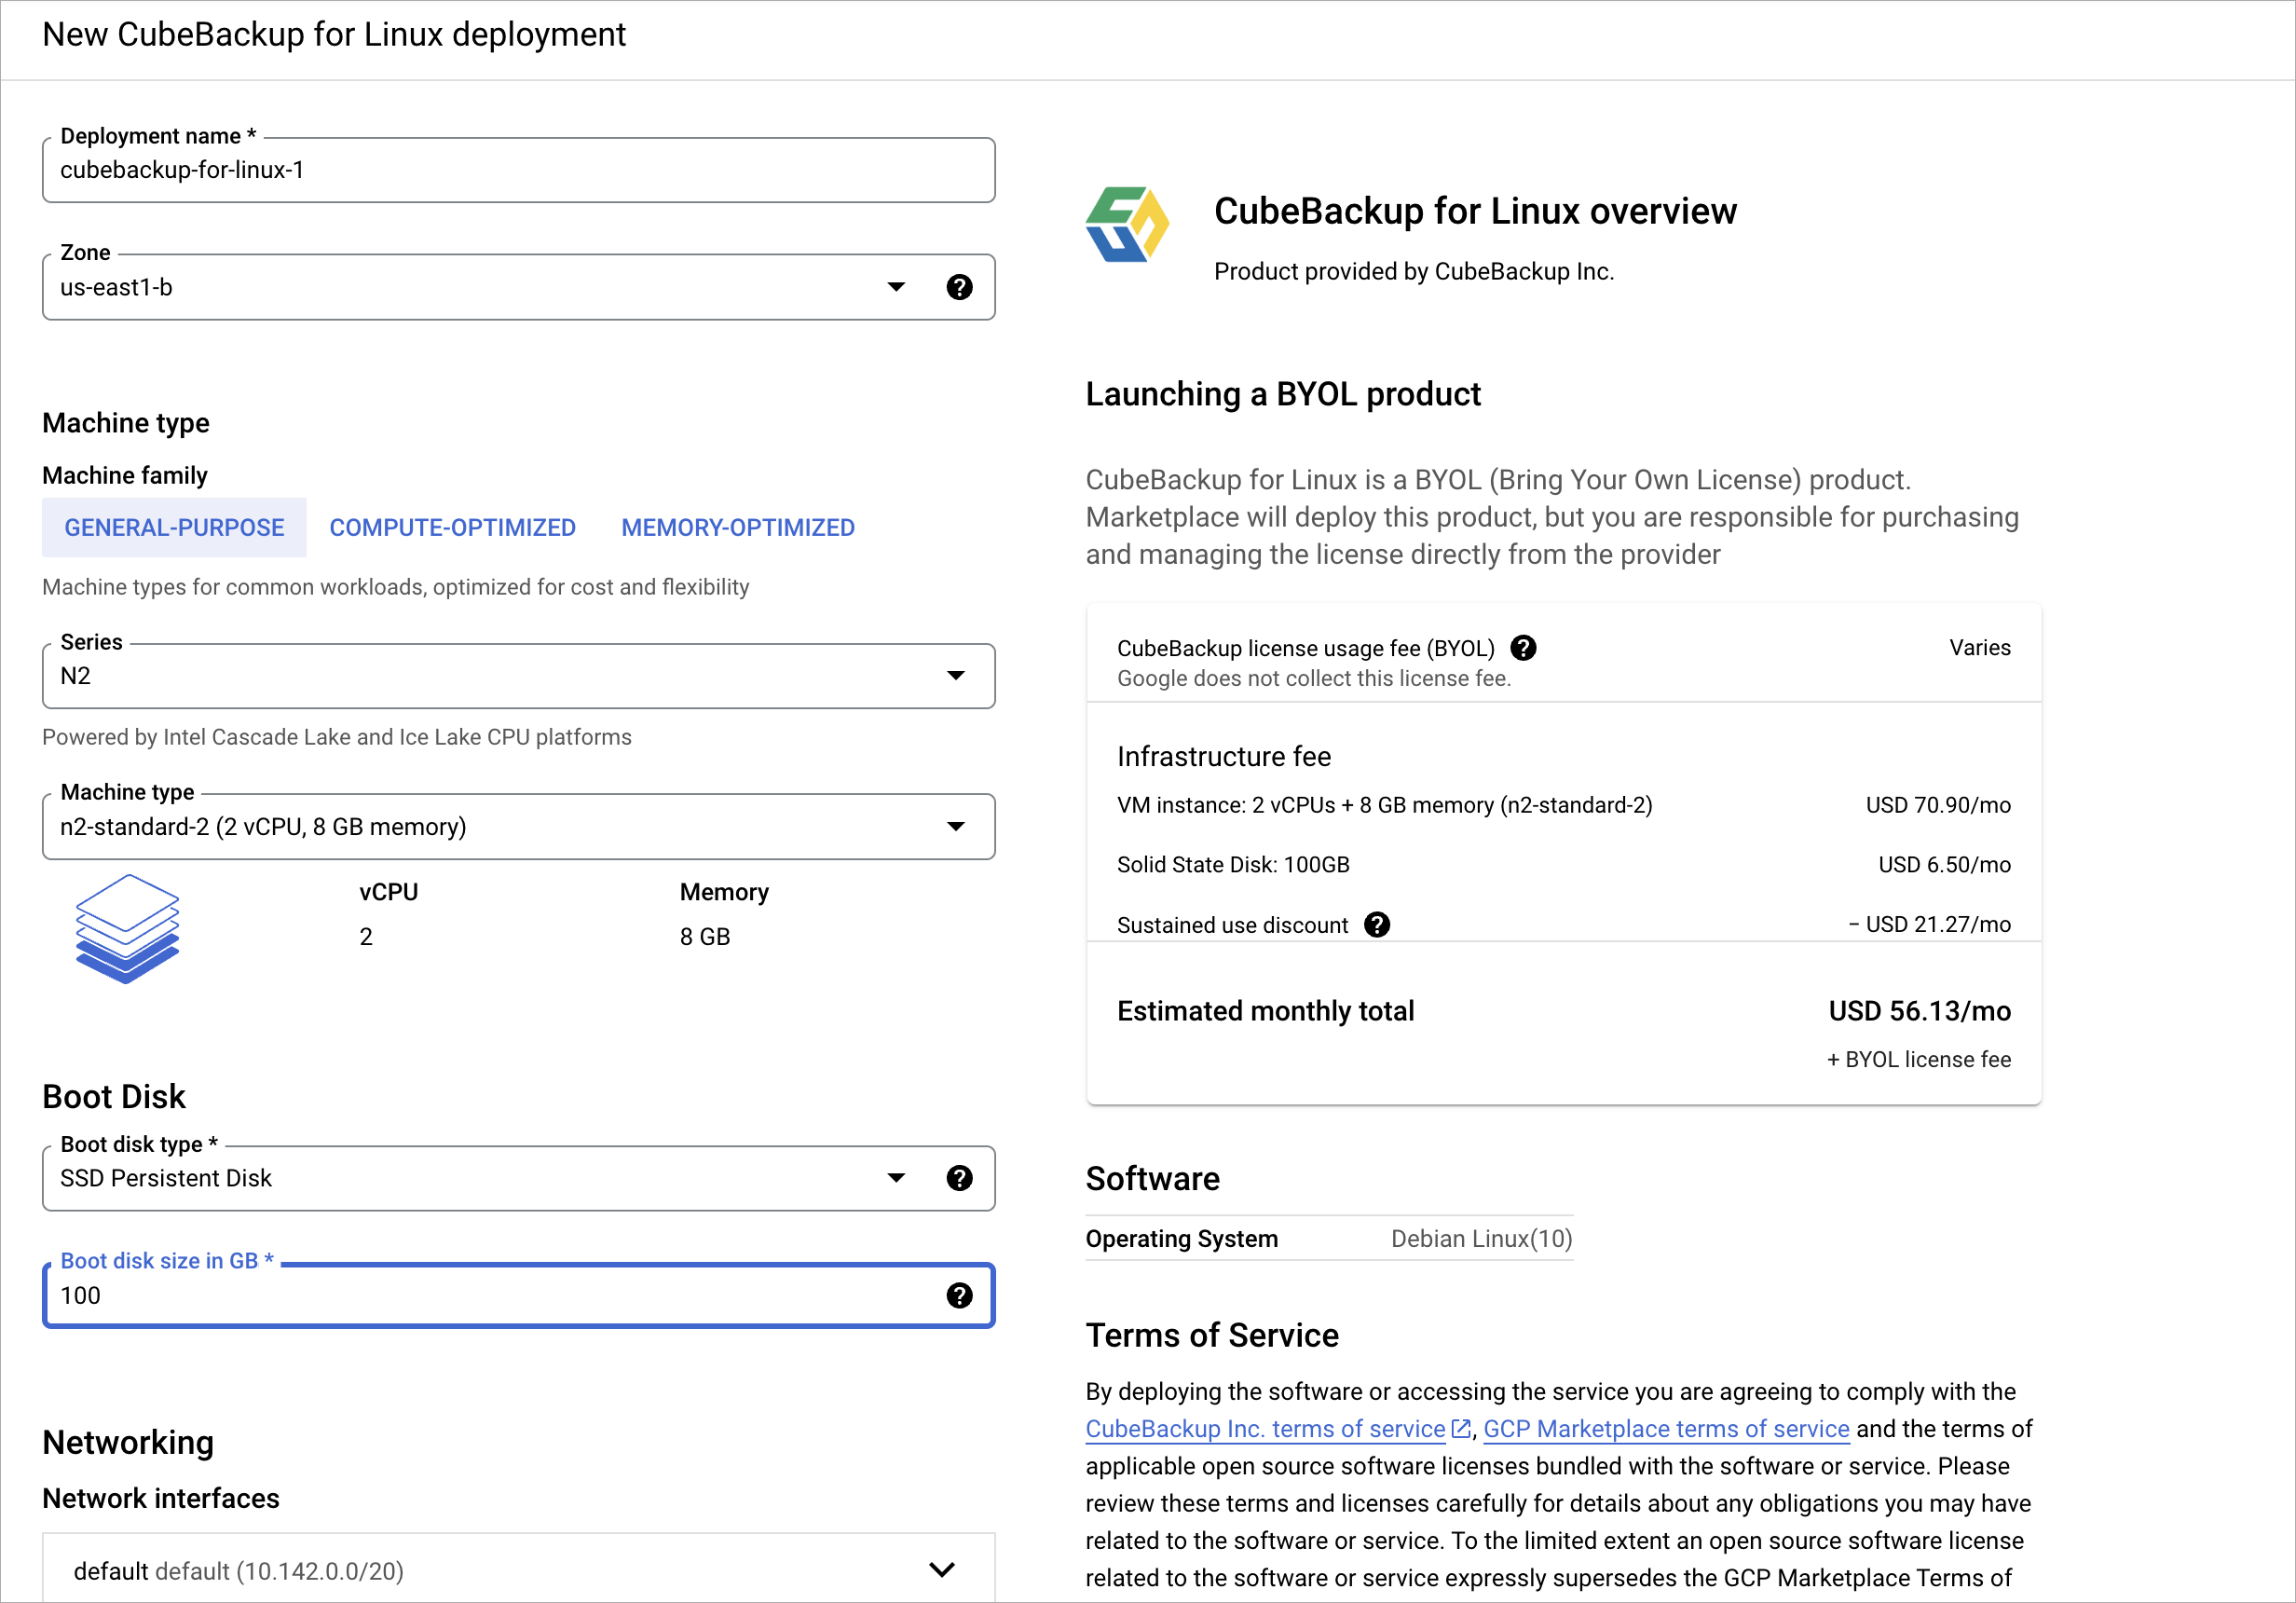 New CubeBackup for Linux deployment
Deployment name *
cubebackup-for-linux-1
Zone
us-east1-b
Machine type
Machine family
GENERAL-PURPOSE COMPUTE-OPTIMIZED MEMORY-OPTIMIZED
Machine types for common workloads, optimized for cost and flexibility
Series
N2
Powered by Intel Cascade Lake and Ice Lake CPU platforms
Machine type
n2-standard-2 (2 vCPU, 8 GB memory)
vCPU Memory
2 8 GB
Boot Disk
Boot disk type *
SSD Persistent Disk
Boot disk size in GB *
100
Networking
Network interfaces
default default (10.142.0.0/20)
CubeBackup for Linux overview
Product provided by CubeBackup Inc.
Launching a BYOL product
CubeBackup for Linux is a BYOL (Bring Your Own License) product.
Marketplace will deploy this product, but you are responsible for purchasing
and managing the license directly from the provider
CubeBackup license usage fee (BYOL) Varies
Google does not collect this license fee.
Infrastructure fee
VM instance: 2 vCPUs + 8 GB memory (n2-standard-2) USD 70.90/mo
Solid State Disk: 100GB USD 6.50/mo
Sustained use discount − USD 21.27/mo
Estimated monthly total USD 56.13/mo
+ BYOL license fee
Software
Operating System Debian Linux(10)
Terms of Service
By deploying the software or accessing the service you are agreeing to comply with the
CubeBackup Inc. terms of service, GCP Marketplace terms of service and the terms of
applicable open source software licenses bundled with the software or service. Please
review these terms and licenses carefully for details about any obligations you may have
related to the software or service. To the limited extent an open source software license
related to the software or service expressly supersedes the GCP Marketplace Terms of